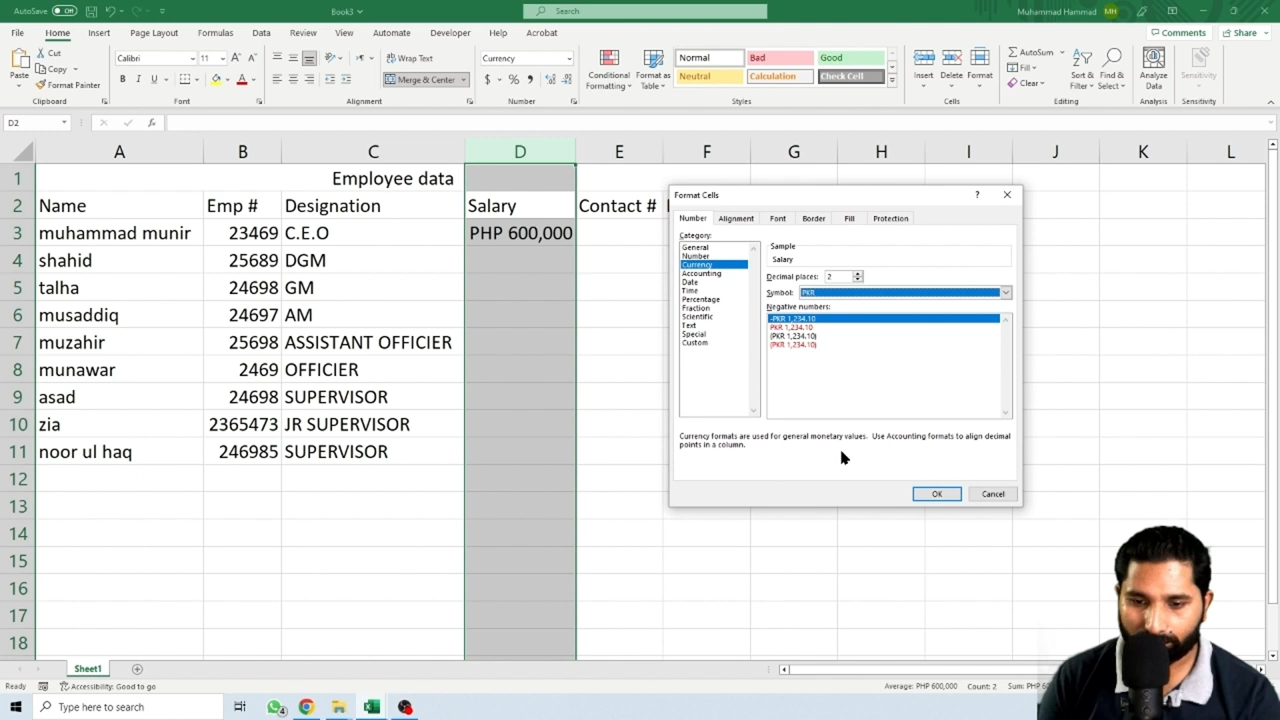 AutoSave Off Book3 Search Muhammad Hammad MH
File Home Insert Page Layout Formulas Data Review View Automate Developer Help Acrobat Comments Share
Paste Cut Copy Format Painter Clipboard
Calibri 11 B I U Font
Wrap Text Merge & Center Alignment
Currency $ % Number
Conditional Formatting Format as Table
Normal Bad Good
Neutral Calculation Check Cell
Styles
Insert Delete Format Cells
AutoSum Fill Clear Sort & Filter Find & Select Editing
Analyze Data Analysis
Sensitivity Sensitivity
D2 fx
A B C D E F G H I J K L
1 Employee data
2 Name Emp # Designation Salary Contact #
3 muhammad munir 23469 C.E.O PHP 600,000
4 shahid 25689 DGM
5 talha 24698 GM
6 musaddiq 24697 AM
7 muzahir 25698 ASSISTANT OFFICIER
8 munawar 2469 OFFICIER
9 asad 24698 SUPERVISOR
10 zia 2365473 JR SUPERVISOR
11 noor ul haq 246985 SUPERVISOR
12
13
14
15
16
17
18
Format Cells ?
Number Alignment Font Border Fill Protection
Category:
General
Number
Currency
Accounting
Date
Time
Percentage
Fraction
Scientific
Text
Special
Custom
Sample
Salary
Decimal places: 2
Symbol: PKR
Negative numbers:
-PKR 1,234.10
PKR 1,234.10
(PKR 1,234.10)
(PKR 1,234.10)
Currency formats are used for general monetary values. Use Accounting formats to align decimal
points in a column.
OK Cancel
Sheet1
Ready Accessibility: Good to go Average: PHP 600,000 Count: 2
Type here to search 4